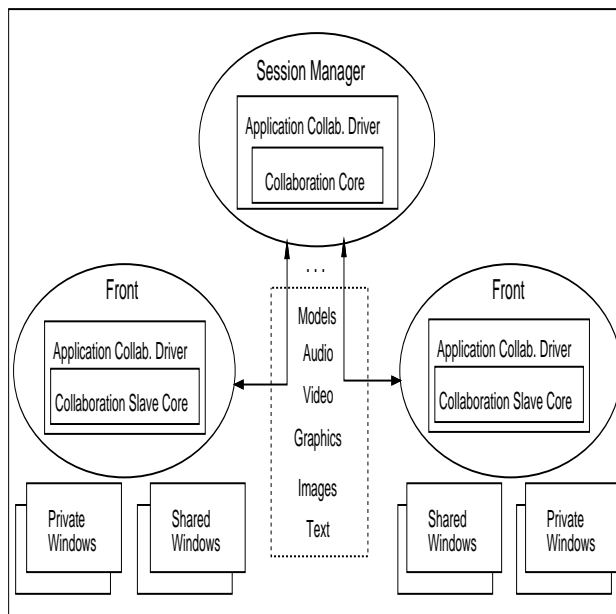 Session Manager
Application Collab. Driver
Collaboration Core
. . .
Front
Application Collab. Driver
Collaboration Slave Core
Models
Audio
Video
Graphics
Images
Text
Front
Application Collab. Driver
Collaboration Slave Core
Private
Windows
Shared
Windows
Shared
Windows
Private
Windows